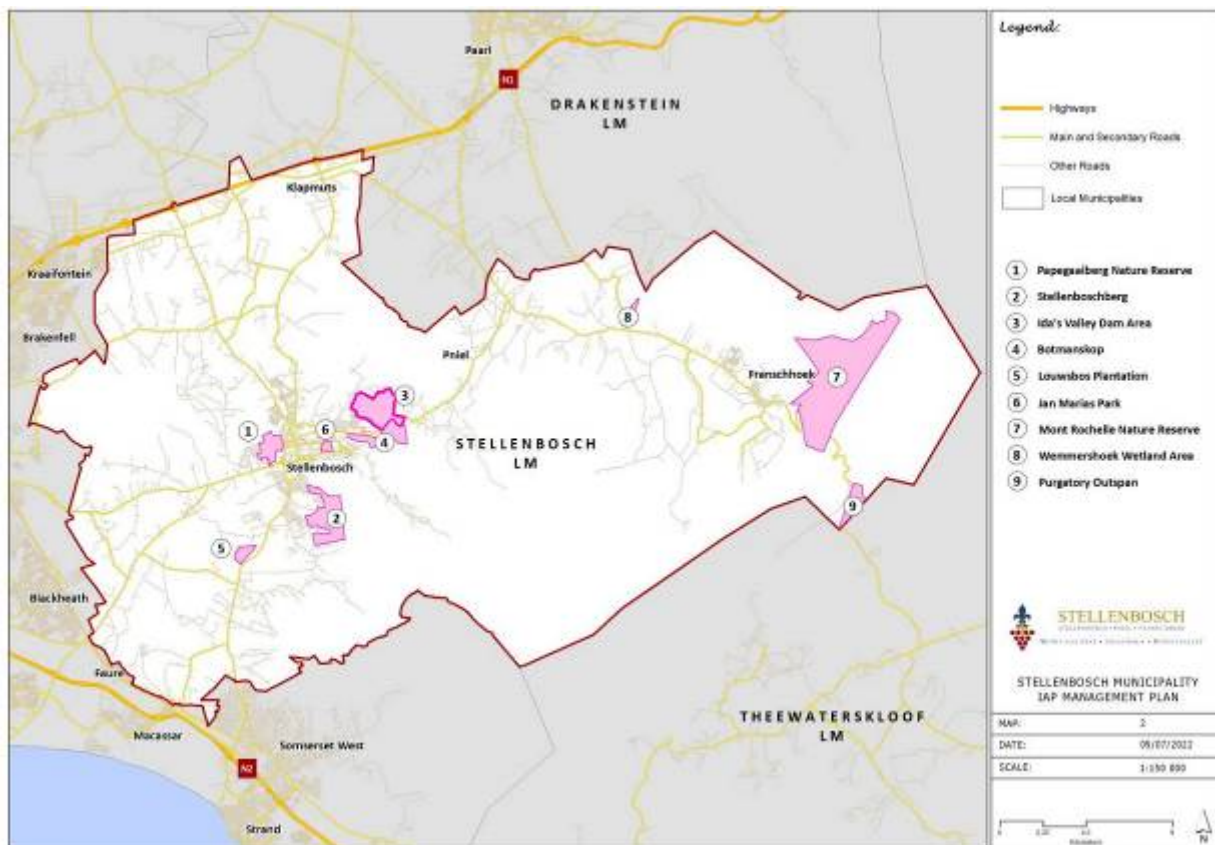 Paarl
N1
DRAKENSTEIN
LM
Klapmuts
Kraaifontein
Brakenfell
Pniel
8
Franschhoek
7
3
6
1
4
STELLENBOSCH
LM
Stellenbosch
2
9
5
Blackheath
Faure
THEEWATERSKLOOF
LM
Macassar
Somserset West
N2
Strand
Legend:
Highways
Main and Secondary Roads
Other Roads
Local Municipalities
1 Papegaaiberg Nature Reserve
2 Stellenboschberg
3 Ida's Valley Dam Area
4 Botmanskop
5 Louwsbos Plantation
6 Jan Marias Park
7 Mont Rochelle Nature Reserve
8 Wemmershoek Wetland Area
9 Purgatory Outspan
STELLENBOSCH
STELLENBOSCH MUNICIPALITY
IAP MANAGEMENT PLAN
MAP: 2
DATE: 05/07/2022
SCALE: 1:150 000
Kilometers
N